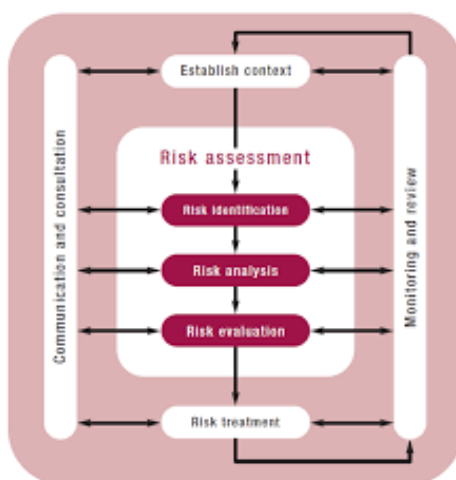 Establish context
Risk assessment
Risk identification
Risk analysis
Risk evaluation
Risk treatment
Communication and consultation
Monitoring and review